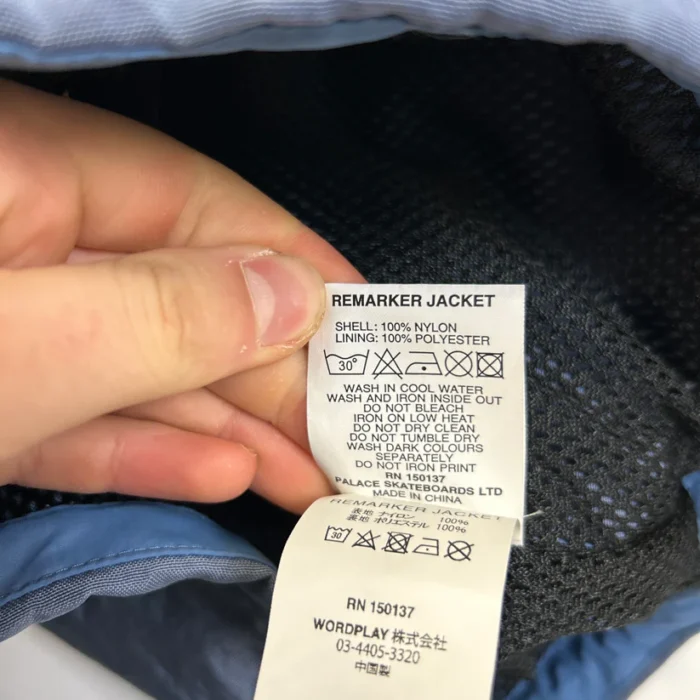 REMARKER JACKET
SHELL: 100% NYLON
LINING: 100% POLYESTER
30°
WASH IN COOL WATER
WASH AND IRON INSIDE OUT
DO NOT BLEACH
IRON ON LOW HEAT
DO NOT DRY CLEAN
DO NOT TUMBLE DRY
WASH DARK COLOURS
SEPARATELY
DO NOT IRON PRINT
RN 150137
PALACE SKATEBOARDS LTD
MADE IN CHINA
REMARKER JACKET
表地 ナイロン 100%
裏地 ポリエステル 100%
30
RN 150137
WORDPLAY 株式会社
03-4405-3320
中国製